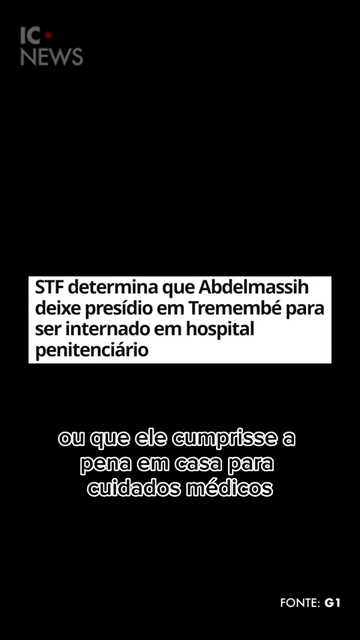 IC
NEWS
STF determina que Abdelmassih
deixe presídio em Tremembé para
ser internado em hospital
penitenciário
ou que ele cumprisse a
pena em casa para
cuidados médicos
FONTE: G1